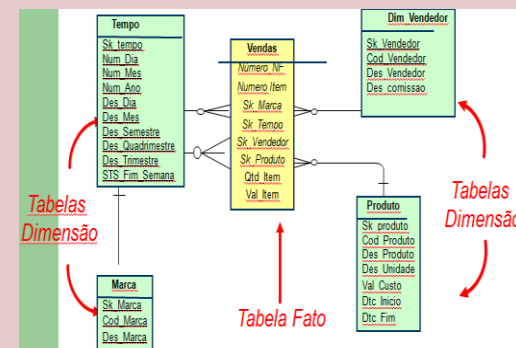 Tempo
Sk_tempo
Num_Dia
Num_Mes
Num_Ano
Des_Dia
Des_Mes
Des_Semestre
Des_Quadrimestre
Des_Trimestre
STS_Fim_Semana
Vendas
Numero_NF
Numero Item
Sk_Marca
Sk_Tempo
Sk_Vendedor
Sk_Produto
Qtd_Item
Val_Item
Dim_Vendedor
Sk_Vendedor
Cod_Vendedor
Des_Vendedor
Des_comissao
Tabelas
Dimensão
Tabelas
Dimensão
Produto
Sk_produto
Cod_Produto
Des_Produto
Des_Unidade
Val_Custo
Dtc_Inicio
Dtc_Fim
Marca
Sk_Marca
Cod_Marca
Des_Marca
Tabela Fato